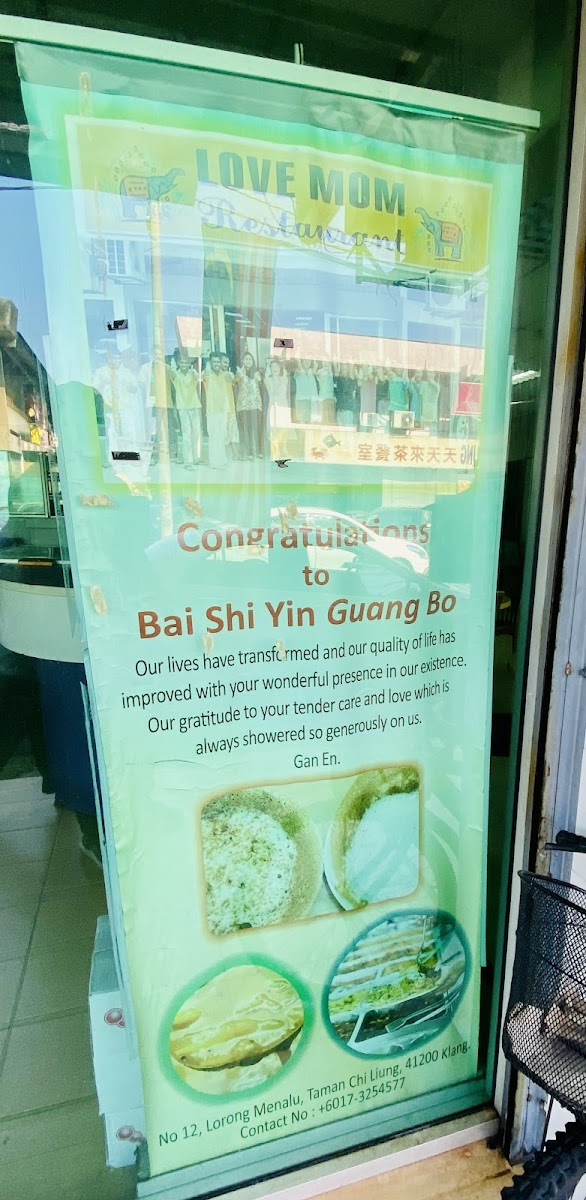 LOVE MOM
Restaurant
天天天來茶餐室
Congratulations
to
Bai Shi Yin Guang Bo
Our lives have transformed and our quality of life has
improved with your wonderful presence in our existence.
Our gratitude to your tender care and love which is
always showered so generously on us.
Gan En.
No 12, Lorong Menalu, Taman Chi Liung, 41200 Klang.
Contact No : +6017-3254577